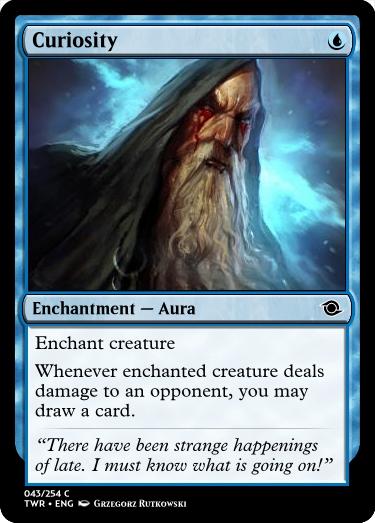 Curiosity
Enchantment — Aura
Enchant creature
Whenever enchanted creature deals
damage to an opponent, you may
draw a card.
“There have been strange happenings
of late. I must know what is going on!”
043/254 C
TWR • ENG Grzegorz Rutkowski